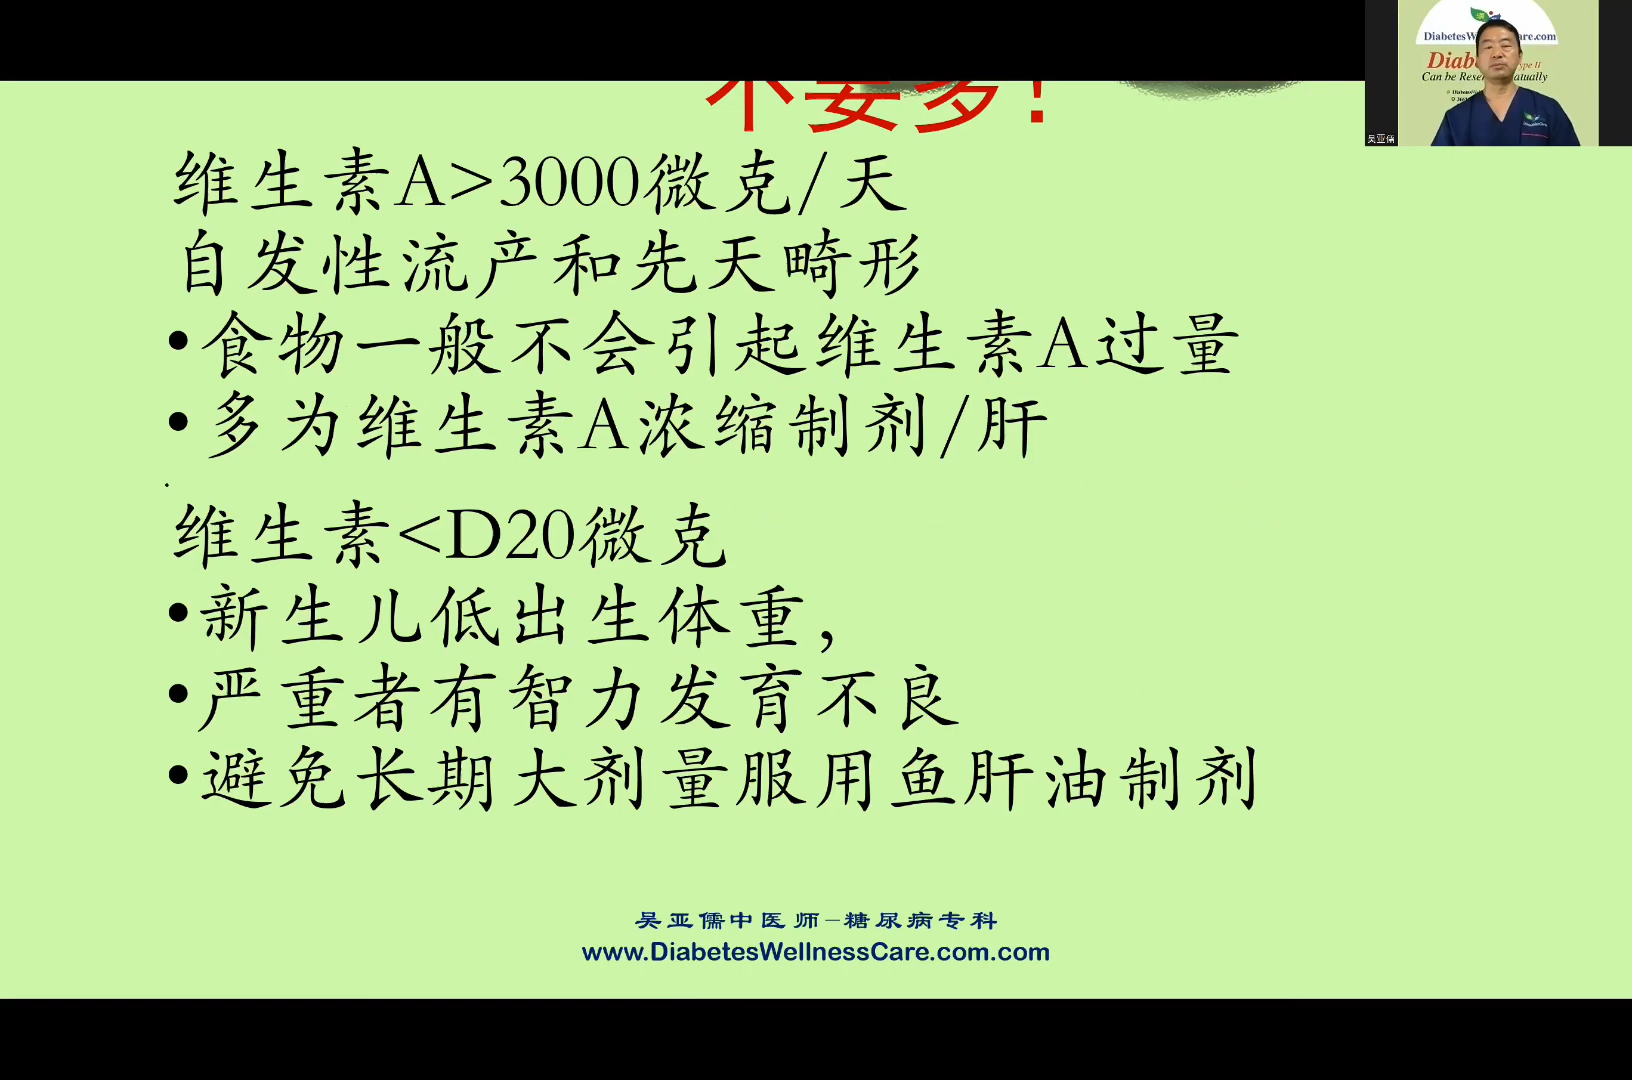 不要多！
维生素A>3000微克/天
自发性流产和先天畸形
•食物一般不会引起维生素A过量
•多为维生素A浓缩制剂/肝
维生素<D20微克
•新生儿低出生体重，
•严重者有智力发育不良
•避免长期大剂量服用鱼肝油制剂
吴亚儒中医师-糖尿病专科
www.DiabetesWellnessCare.com.com
吴亚儒